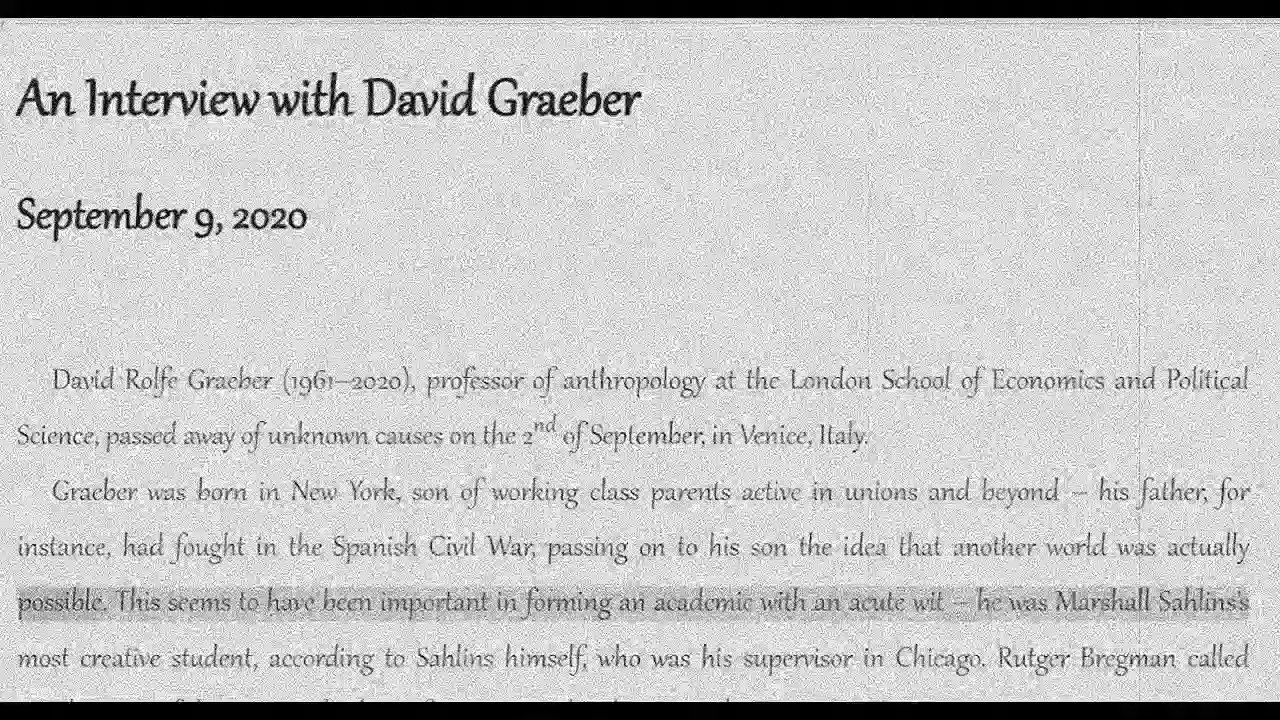 An Interview with David Graeber
September 9, 2020
David Rolfe Graeber (1961–2020), professor of anthropology at the London School of Economics and Political
Science, passed away of unknown causes on the 2nd of September, in Venice, Italy.
Graeber was born in New York, son of working class parents active in unions and beyond – his father, for
instance, had fought in the Spanish Civil War, passing on to his son the idea that another world was actually
possible. This seems to have been important in forming an academic with an acute wit – he was Marshall Sahlins's
most creative student, according to Sahlins himself, who was his supervisor in Chicago. Rutger Bregman called